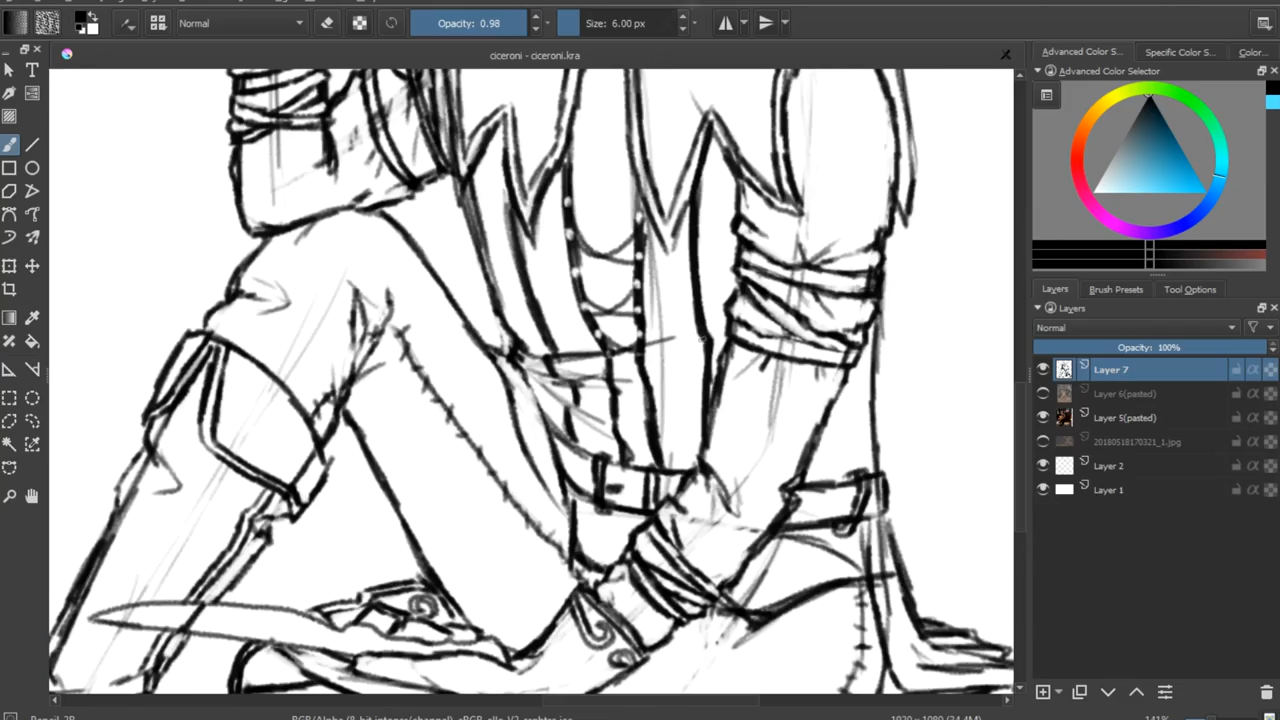 Normal
Opacity: 0.98
Size: 6.00 px
ciceroni - ciceroni.kra
Advanced Color S...
Specific Color S...
Color...
Advanced Color Selector
Layers
Brush Presets
Tool Options
Layers
Normal
Opacity: 100%
Layer 7
Layer 6(pasted)
Layer 5(pasted)
20180518170321_1.jpg
Layer 2
Layer 1